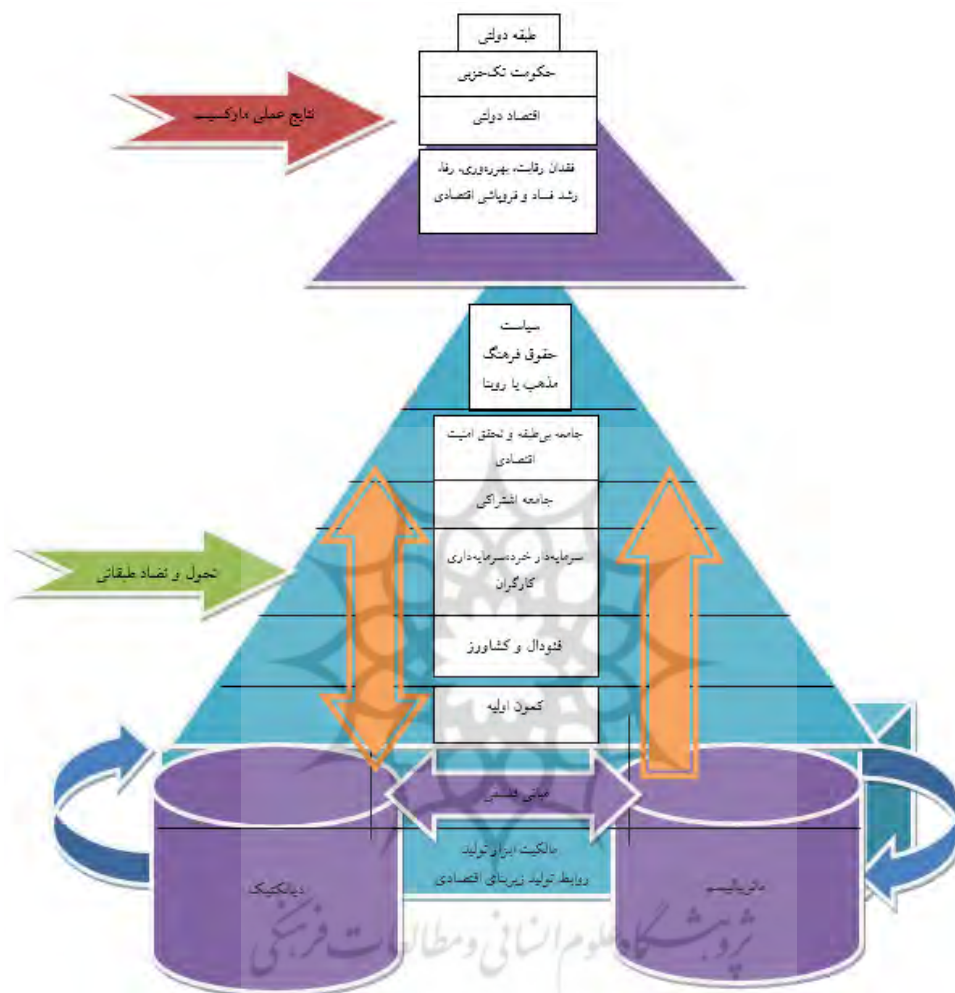 طبقه دولتی
حکومت تک‌حزبی
اقتصاد دولتی
نتایج عملی مارکسیسم
فقدان رقابت، بهره‌وری، رفا،
رشد فساد و فروپاشی اقتصادی
سیاست
حقوق فرهنگ
مذهب یا روبنا
جامعه بی‌طبقه و تحقق امنیت
اقتصادی
جامعه اشتراکی
سرمایه‌دار خرده‌سرمایه‌داری
کارگران
تحول و تضاد طبقاتی
فئودال و کشاورز
کمون اولیه
مبانی فلسفی
مالکیت ابزار تولید
روابط تولید زیربنای اقتصادی
ماتریالیسم
دیالکتیک
پژوهشگاه علوم انسانی و مطالعات فرهنگی